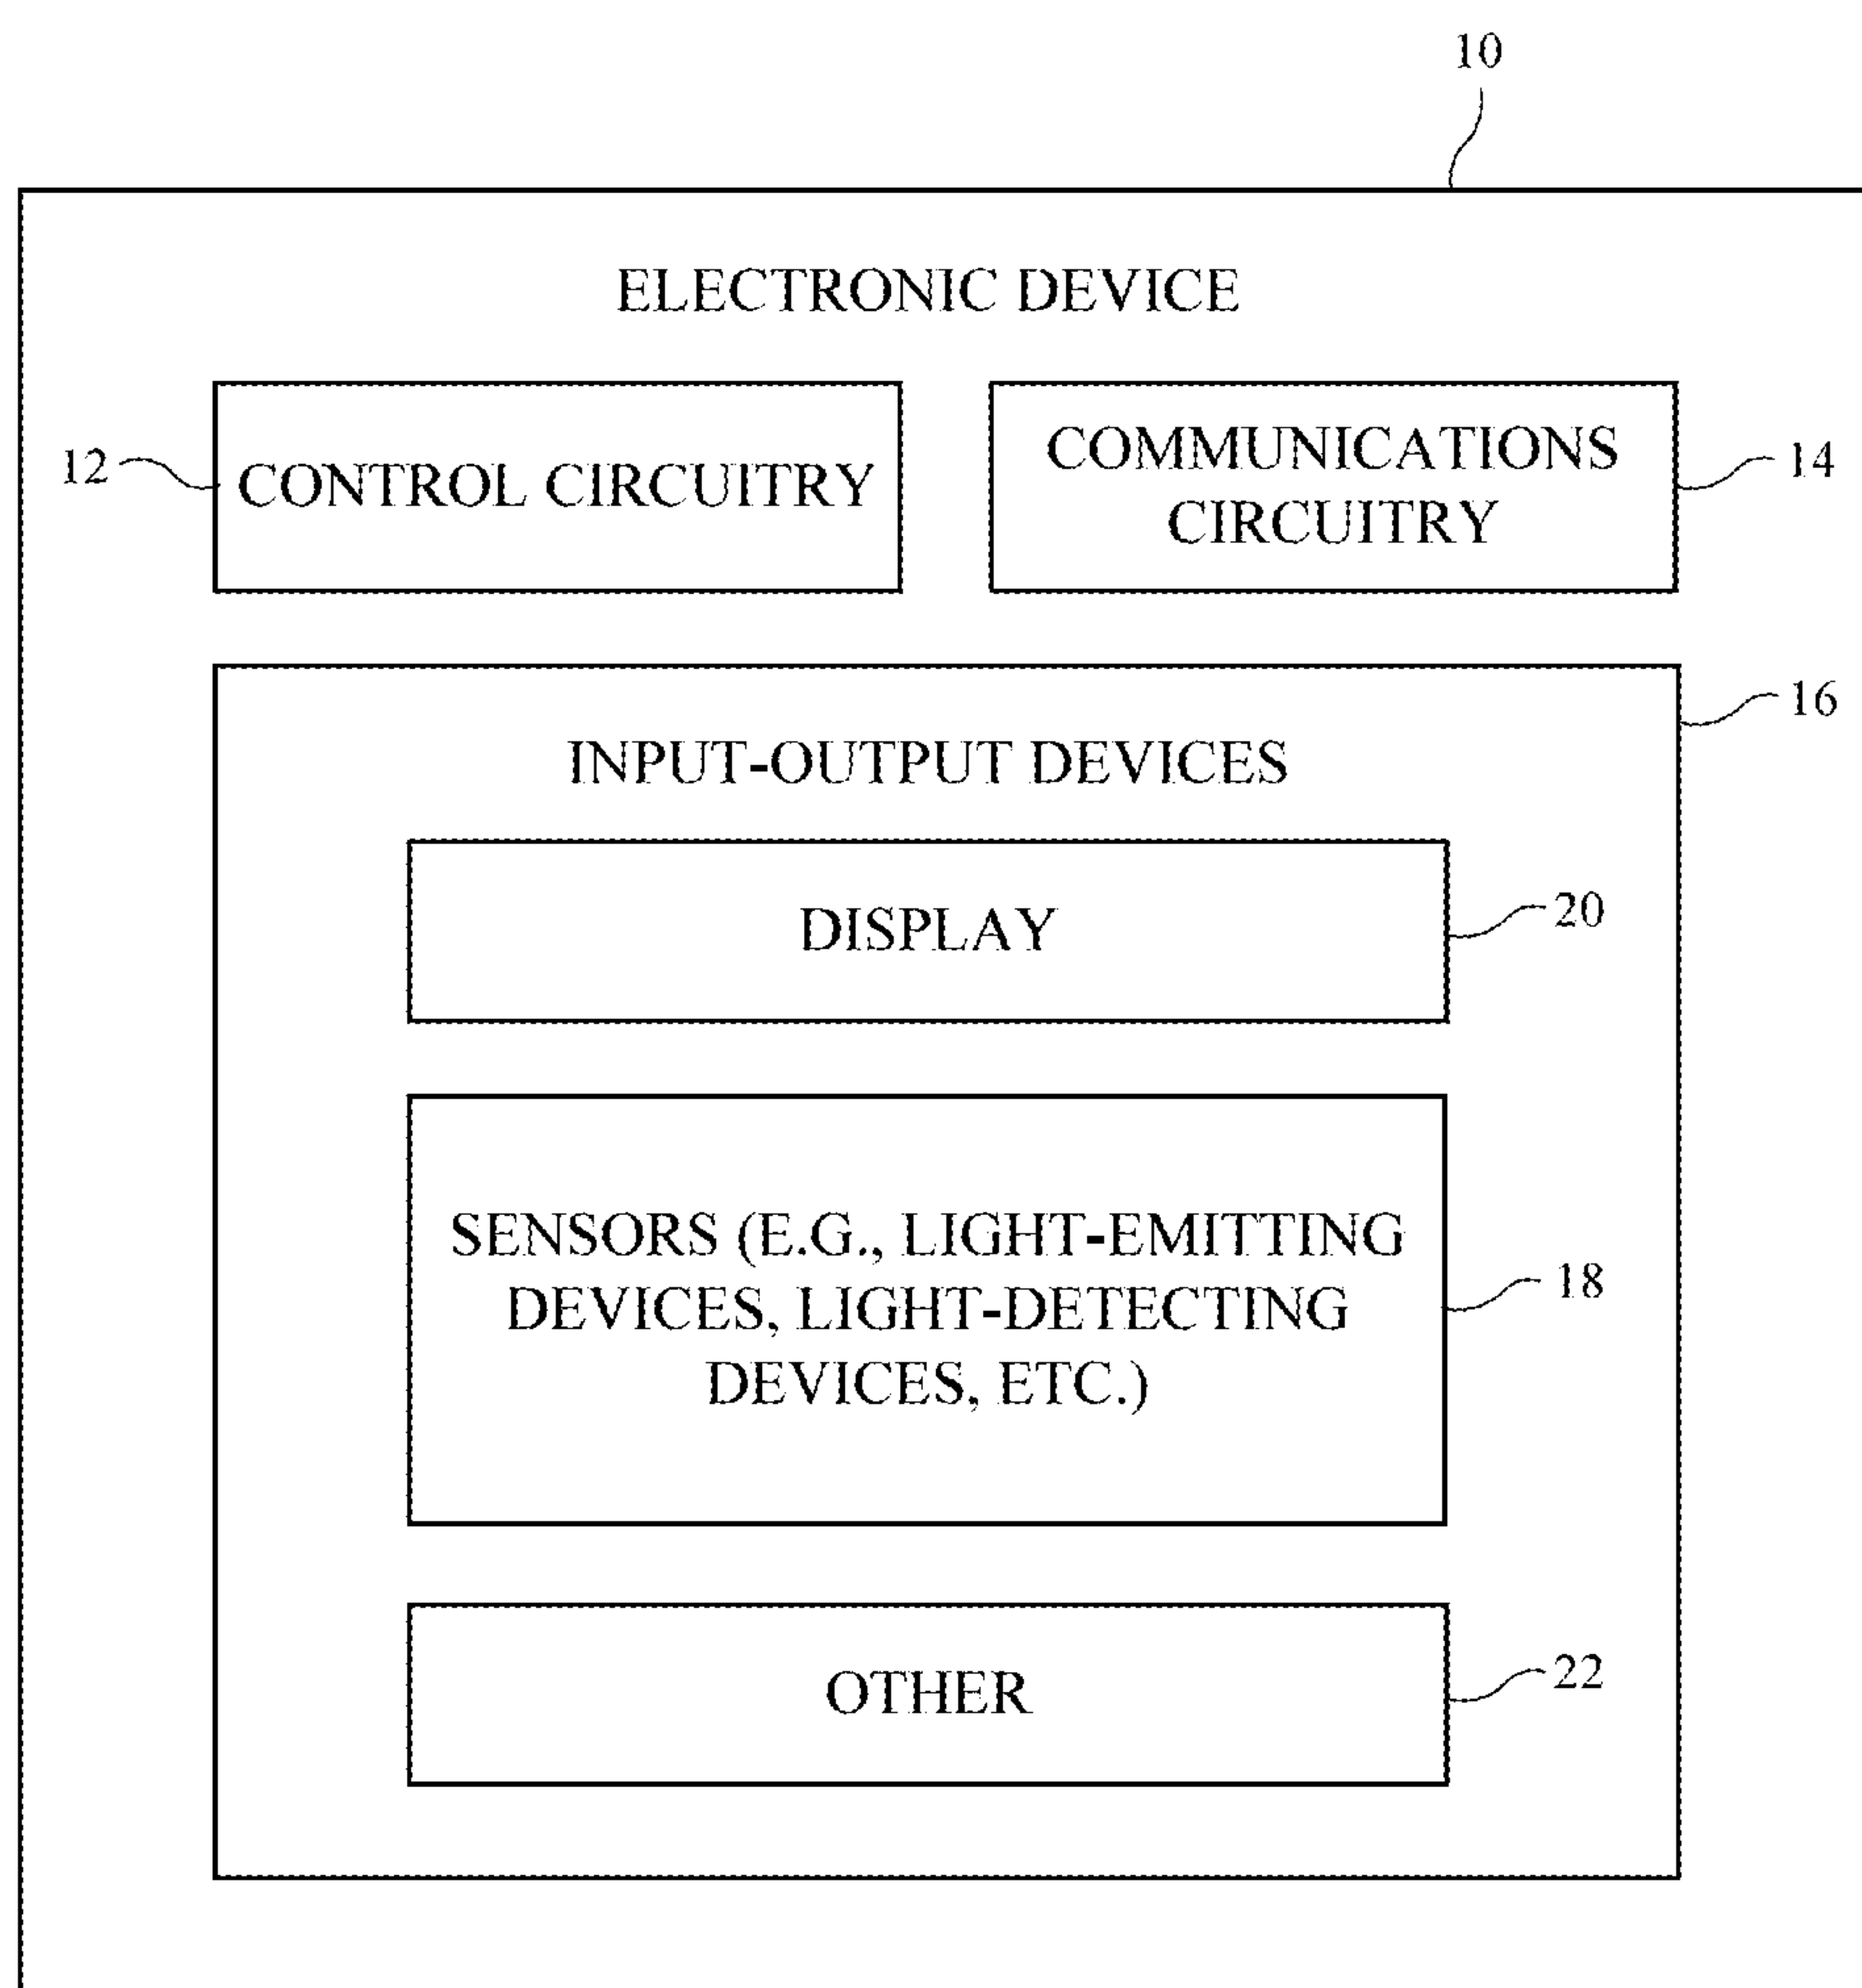 10
ELECTRONIC DEVICE
12
CONTROL CIRCUITRY
COMMUNICATIONS
CIRCUITRY
14
16
INPUT-OUTPUT DEVICES
DISPLAY
20
SENSORS (E.G., LIGHT-EMITTING
DEVICES, LIGHT-DETECTING
DEVICES, ETC.)
18
OTHER
22